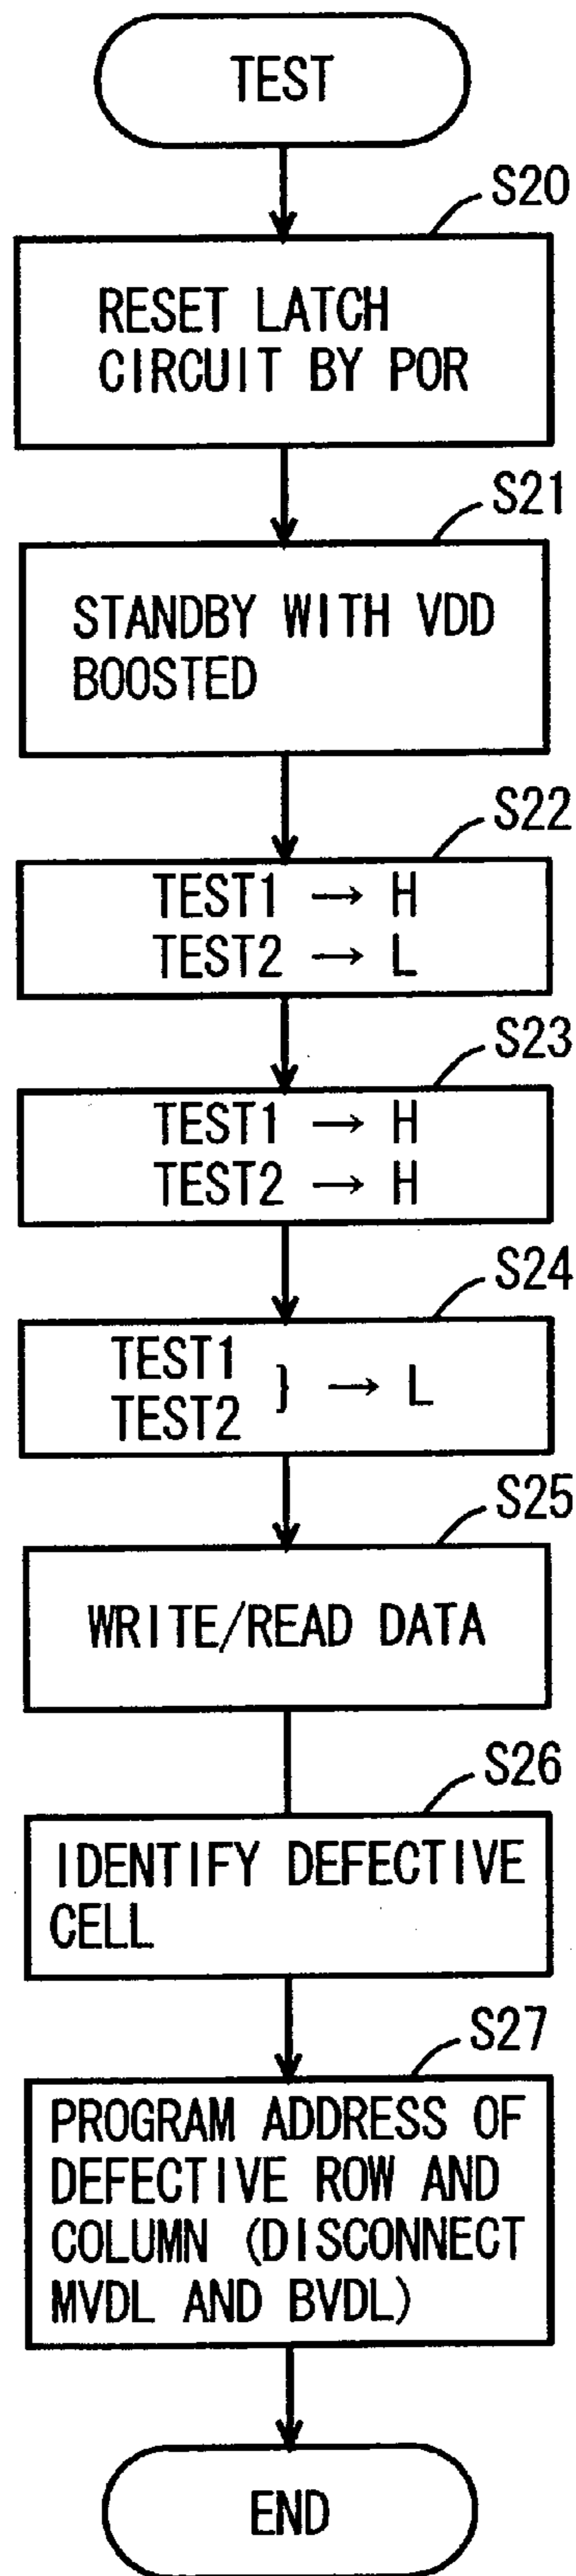 TEST
S20
RESET LATCH
CIRCUIT BY POR
S21
STANDBY WITH VDD
BOOSTED
S22
TEST1 → H
TEST2 → L
S23
TEST1 → H
TEST2 → H
S24
TEST1
TEST2 } → L
S25
WRITE/READ DATA
S26
IDENTIFY DEFECTIVE
CELL
S27
PROGRAM ADDRESS OF
DEFECTIVE ROW AND
COLUMN (DISCONNECT
MVDL AND BVDL)
END